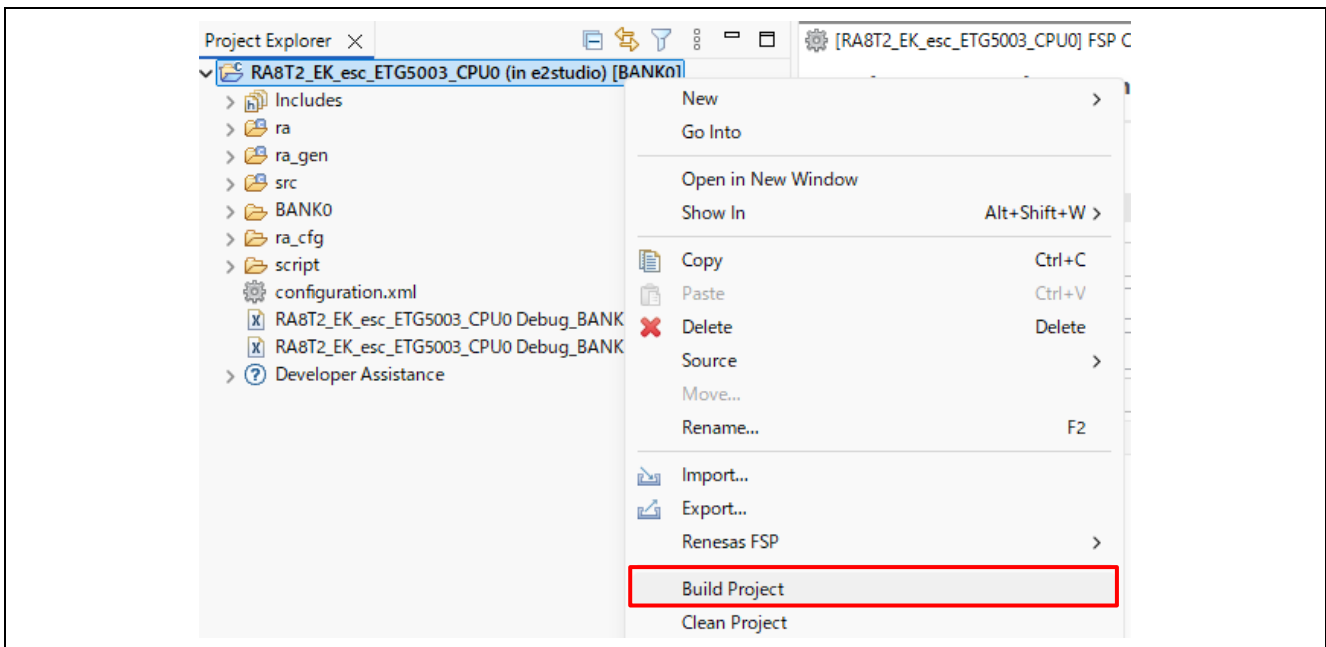 Project Explorer
[RA8T2_EK_esc_ETG5003_CPU0] FSP C
RA8T2_EK_esc_ETG5003_CPU0 (in e2studio) [BANK0]
Includes
ra
ra_gen
src
BANK0
ra_cfg
script
configuration.xml
RA8T2_EK_esc_ETG5003_CPU0 Debug_BANK
RA8T2_EK_esc_ETG5003_CPU0 Debug_BANK
Developer Assistance
New
Go Into
Open in New Window
Show In Alt+Shift+W >
Copy Ctrl+C
Paste Ctrl+V
Delete Delete
Source
Move...
Rename... F2
Import...
Export...
Renesas FSP
Build Project
Clean Project